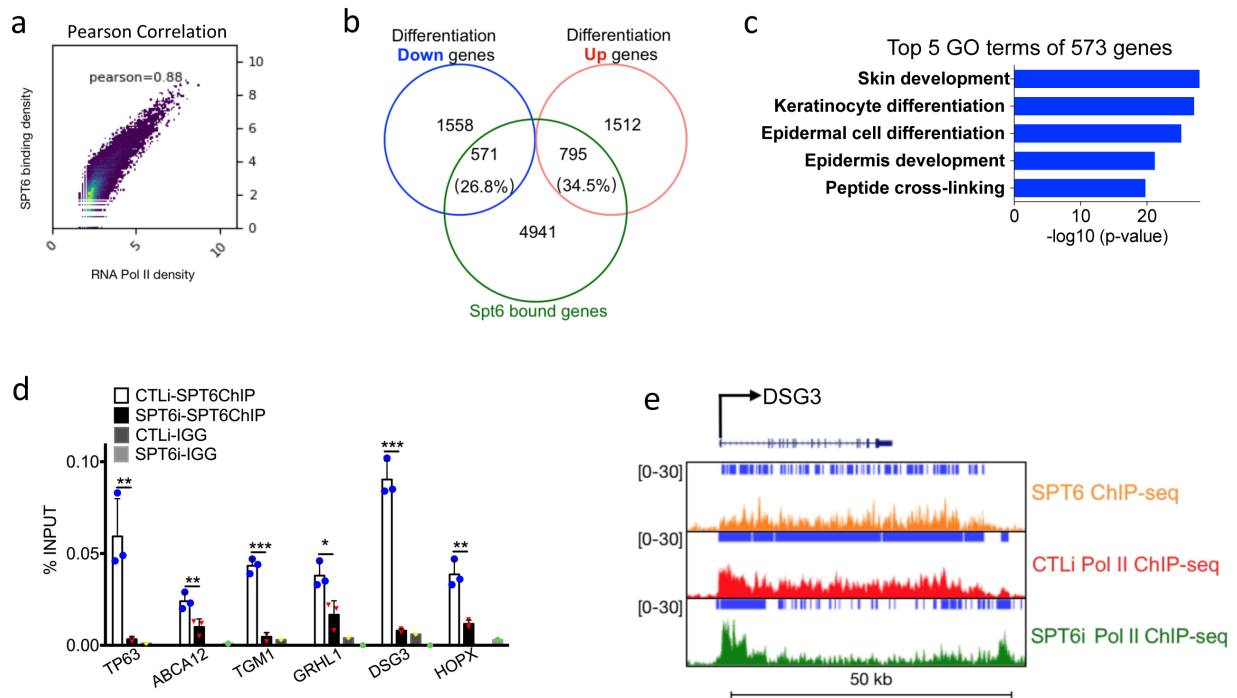 a
Pearson Correlation
pearson=0.88
SPT6 binding density
10
8
6
4
2
0
0
5
10
RNA Pol II density
b
Differentiation
Down genes
Differentiation
Up genes
1558
1512
571
795
(26.8%)
(34.5%)
4941
Spt6 bound genes
c
Top 5 GO terms of 573 genes
Skin development
Keratinocyte differentiation
Epidermal cell differentiation
Epidermis development
Peptide cross-linking
0 10 20
-log10 (p-value)
d
CTLi-SPT6ChIP
SPT6i-SPT6ChIP
CTLi-IGG
SPT6i-IGG
% INPUT
0.10
0.05
0.00
**
**
***
*
***
**
TP63
ABCA12
TGM1
GRHL1
DSG3
HOPX
e
DSG3
[0-30]
SPT6 ChIP-seq
[0-30]
CTLi Pol II ChIP-seq
[0-30]
SPT6i Pol II ChIP-seq
50 kb